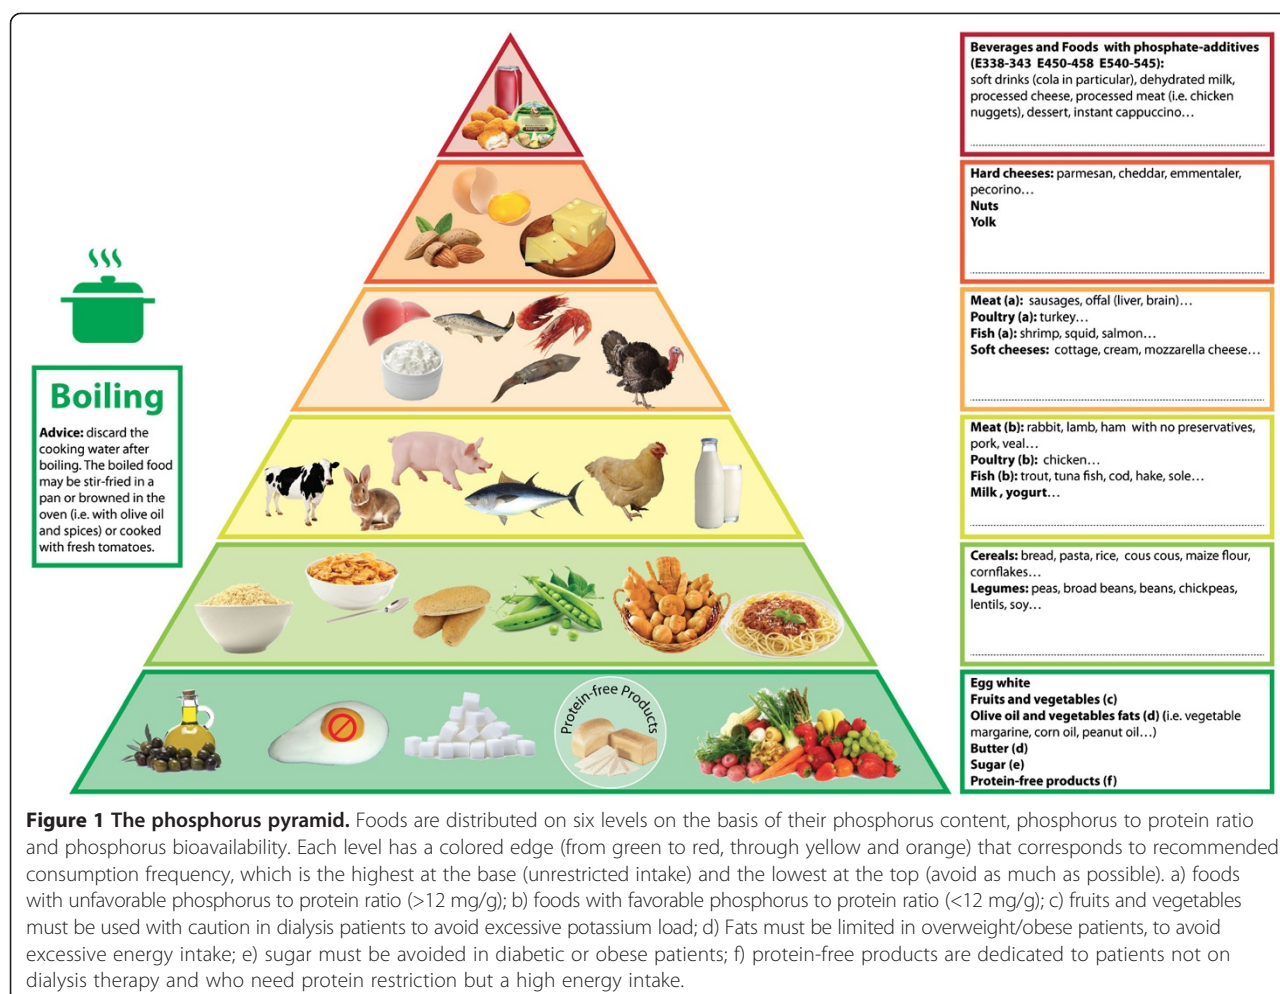 Beverages and Foods with phosphate-additives
(E338-343 E450-458 E540-545):
soft drinks (cola in particular), dehydrated milk,
processed cheese, processed meat (i.e. chicken
nuggets), dessert, instant cappuccino…
Hard cheeses: parmesan, cheddar, emmentaler,
pecorino…
Nuts
Yolk
Meat (a): sausages, offal (liver, brain)…
Poultry (a): turkey…
Fish (a): shrimp, squid, salmon…
Soft cheeses: cottage, cream, mozzarella cheese…
Boiling
Advice: discard the
cooking water after
boiling. The boiled food
may be stir-fried in a
pan or browned in the
oven (i.e. with olive oil
and spices) or cooked
with fresh tomatoes.
Meat (b): rabbit, lamb, ham with no preservatives,
pork, veal…
Poultry (b): chicken…
Fish (b): trout, tuna fish, cod, hake, sole…
Milk , yogurt…
Cereals: bread, pasta, rice, cous cous, maize flour,
cornflakes…
Legumes: peas, broad beans, beans, chickpeas,
lentils, soy…
Protein-free Products
Egg white
Fruits and vegetables (c)
Olive oil and vegetables fats (d) (i.e. vegetable
margarine, corn oil, peanut oil…)
Butter (d)
Sugar (e)
Protein-free products (f)
Figure 1 The phosphorus pyramid. Foods are distributed on six levels on the basis of their phosphorus content, phosphorus to protein ratio
and phosphorus bioavailability. Each level has a colored edge (from green to red, through yellow and orange) that corresponds to recommended
consumption frequency, which is the highest at the base (unrestricted intake) and the lowest at the top (avoid as much as possible). a) foods
with unfavorable phosphorus to protein ratio (>12 mg/g); b) foods with favorable phosphorus to protein ratio (<12 mg/g); c) fruits and vegetables
must be used with caution in dialysis patients to avoid excessive potassium load; d) Fats must be limited in overweight/obese patients, to avoid
excessive energy intake; e) sugar must be avoided in diabetic or obese patients; f) protein-free products are dedicated to patients not on
dialysis therapy and who need protein restriction but a high energy intake.